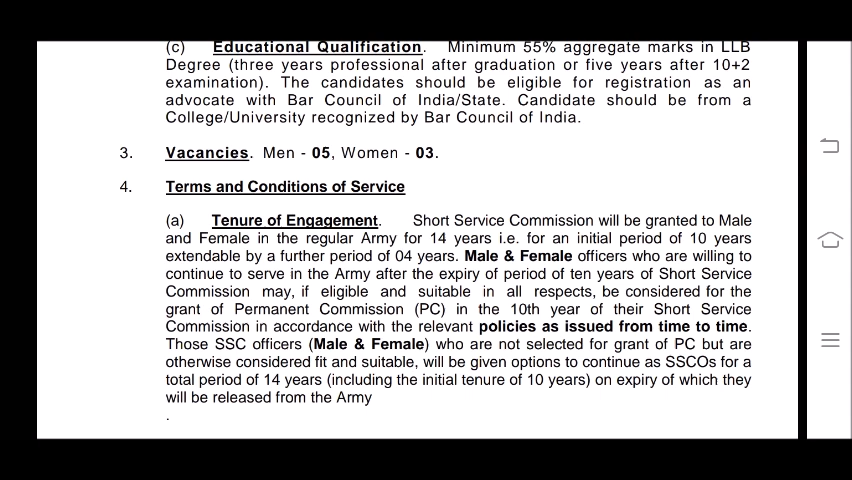 (c) Educational Qualification. Minimum 55% aggregate marks in LLB
Degree (three years professional after graduation or five years after 10+2
examination). The candidates should be eligible for registration as an
advocate with Bar Council of India/State. Candidate should be from a
College/University recognized by Bar Council of India.
3. Vacancies. Men - 05, Women - 03.
4. Terms and Conditions of Service
(a) Tenure of Engagement. Short Service Commission will be granted to Male
and Female in the regular Army for 14 years i.e. for an initial period of 10 years
extendable by a further period of 04 years. Male & Female officers who are willing to
continue to serve in the Army after the expiry of period of ten years of Short Service
Commission may, if eligible and suitable in all respects, be considered for the
grant of Permanent Commission (PC) in the 10th year of their Short Service
Commission in accordance with the relevant policies as issued from time to time.
Those SSC officers (Male & Female) who are not selected for grant of PC but are
otherwise considered fit and suitable, will be given options to continue as SSCOs for a
total period of 14 years (including the initial tenure of 10 years) on expiry of which they
will be released from the Army
.